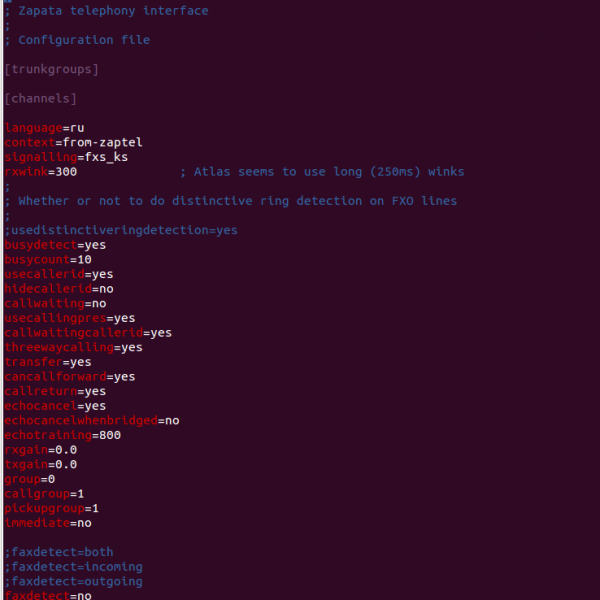 ; Zapata telephony interface
;
; Configuration file
[trunkgroups]
[channels]
language=ru
context=from-zaptel
signalling=fxs_ks
rxwink=300 ; Atlas seems to use long (250ms) winks
;
; Whether or not to do distinctive ring detection on FXO lines
;
;usedistinctiveringdetection=yes
busydetect=yes
busycount=10
usecallerid=yes
hidecallerid=no
callwaiting=no
usecallingpres=yes
callwaitingcallerid=yes
threewaycalling=yes
transfer=yes
cancallforward=yes
callreturn=yes
echocancel=yes
echocancelwhenbridged=no
echotraining=800
rxgain=0.0
txgain=0.0
group=0
callgroup=1
pickupgroup=1
immediate=no
;faxdetect=both
;faxdetect=incoming
;faxdetect=outgoing
faxdetect=no